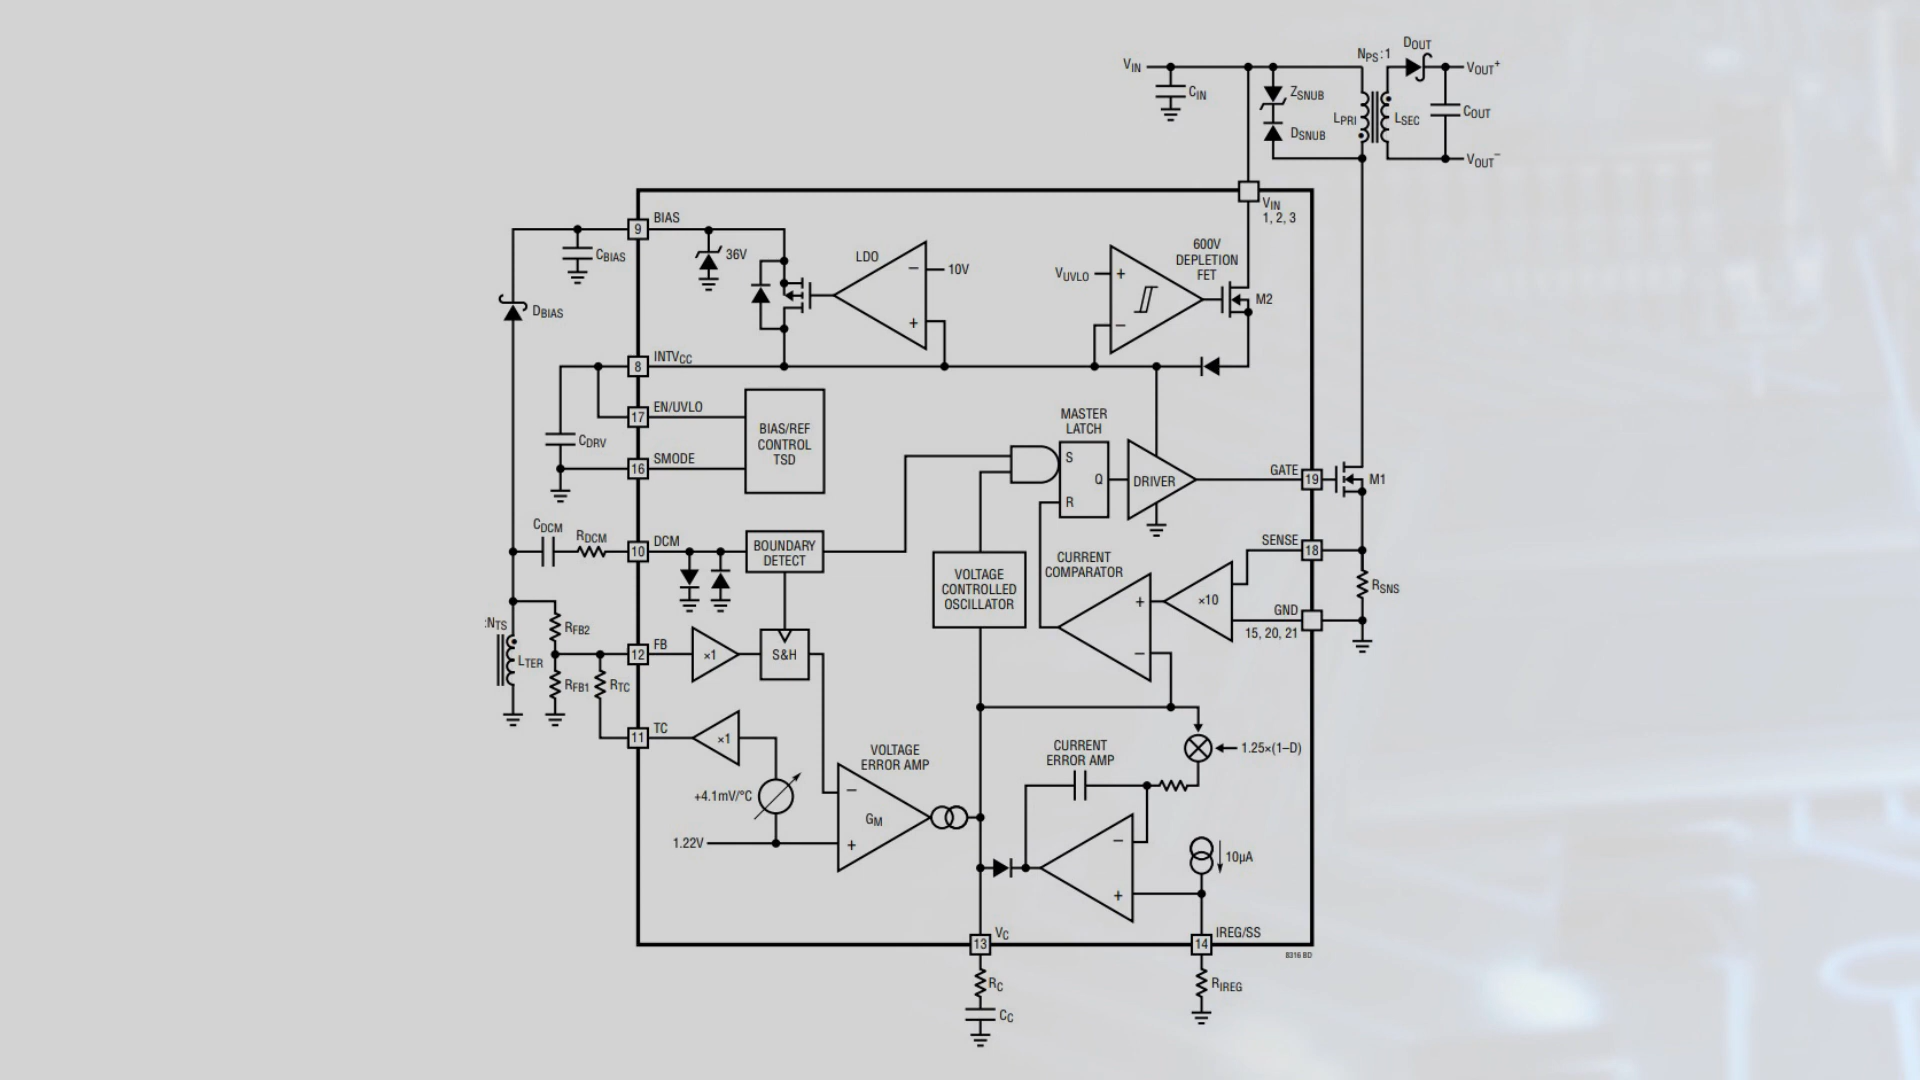 DOUT
NPS:1
VIN
VOUT+
CIN
ZSNUB
LPRI
LSEC
COUT
DSNUB
VOUT–
VIN
1, 2, 3
BIAS
9
CBIAS
36V
LDO
–
10V
+
600V
DEPLETION
FET
VUVLO
+
–
M2
DBIAS
INTVCC
8
EN/UVLO
17
CDRV
SMODE
16
BIAS/REF
CONTROL
TSD
MASTER
LATCH
S
Q
R
DRIVER
GATE
19
M1
CDCM
RDCM
DCM
10
BOUNDARY
DETECT
VOLTAGE
CONTROLLED
OSCILLATOR
CURRENT
COMPARATOR
+
–
×10
SENSE
18
RSNS
GND
15, 20, 21
:NTS
LTER
RFB2
RFB1
RTC
FB
12
×1
S&H
TC
11
×1
+4.1mV/°C
1.22V
VOLTAGE
ERROR AMP
–
GM
+
CURRENT
ERROR AMP
1.25×(1–D)
–
+
10µA
VC
13
IREG/SS
14
8316 BD
RC
CC
RIREG